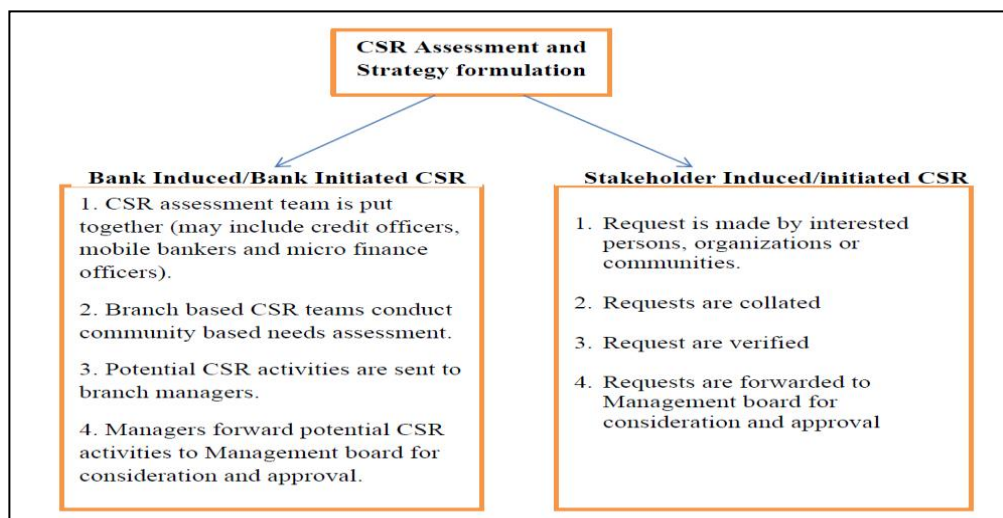 CSR Assessment and
Strategy formulation
Bank Induced/Bank Initiated CSR
1. CSR assessment team is put
together (may include credit officers,
mobile bankers and micro finance
officers).
2. Branch based CSR teams conduct
community based needs assessment.
3. Potential CSR activities are sent to
branch managers.
4. Managers forward potential CSR
activities to Management board for
consideration and approval.
Stakeholder Induced/initiated CSR
1. Request is made by interested
persons, organizations or
communities.
2. Requests are collated
3. Request are verified
4. Requests are forwarded to
Management board for
consideration and approval